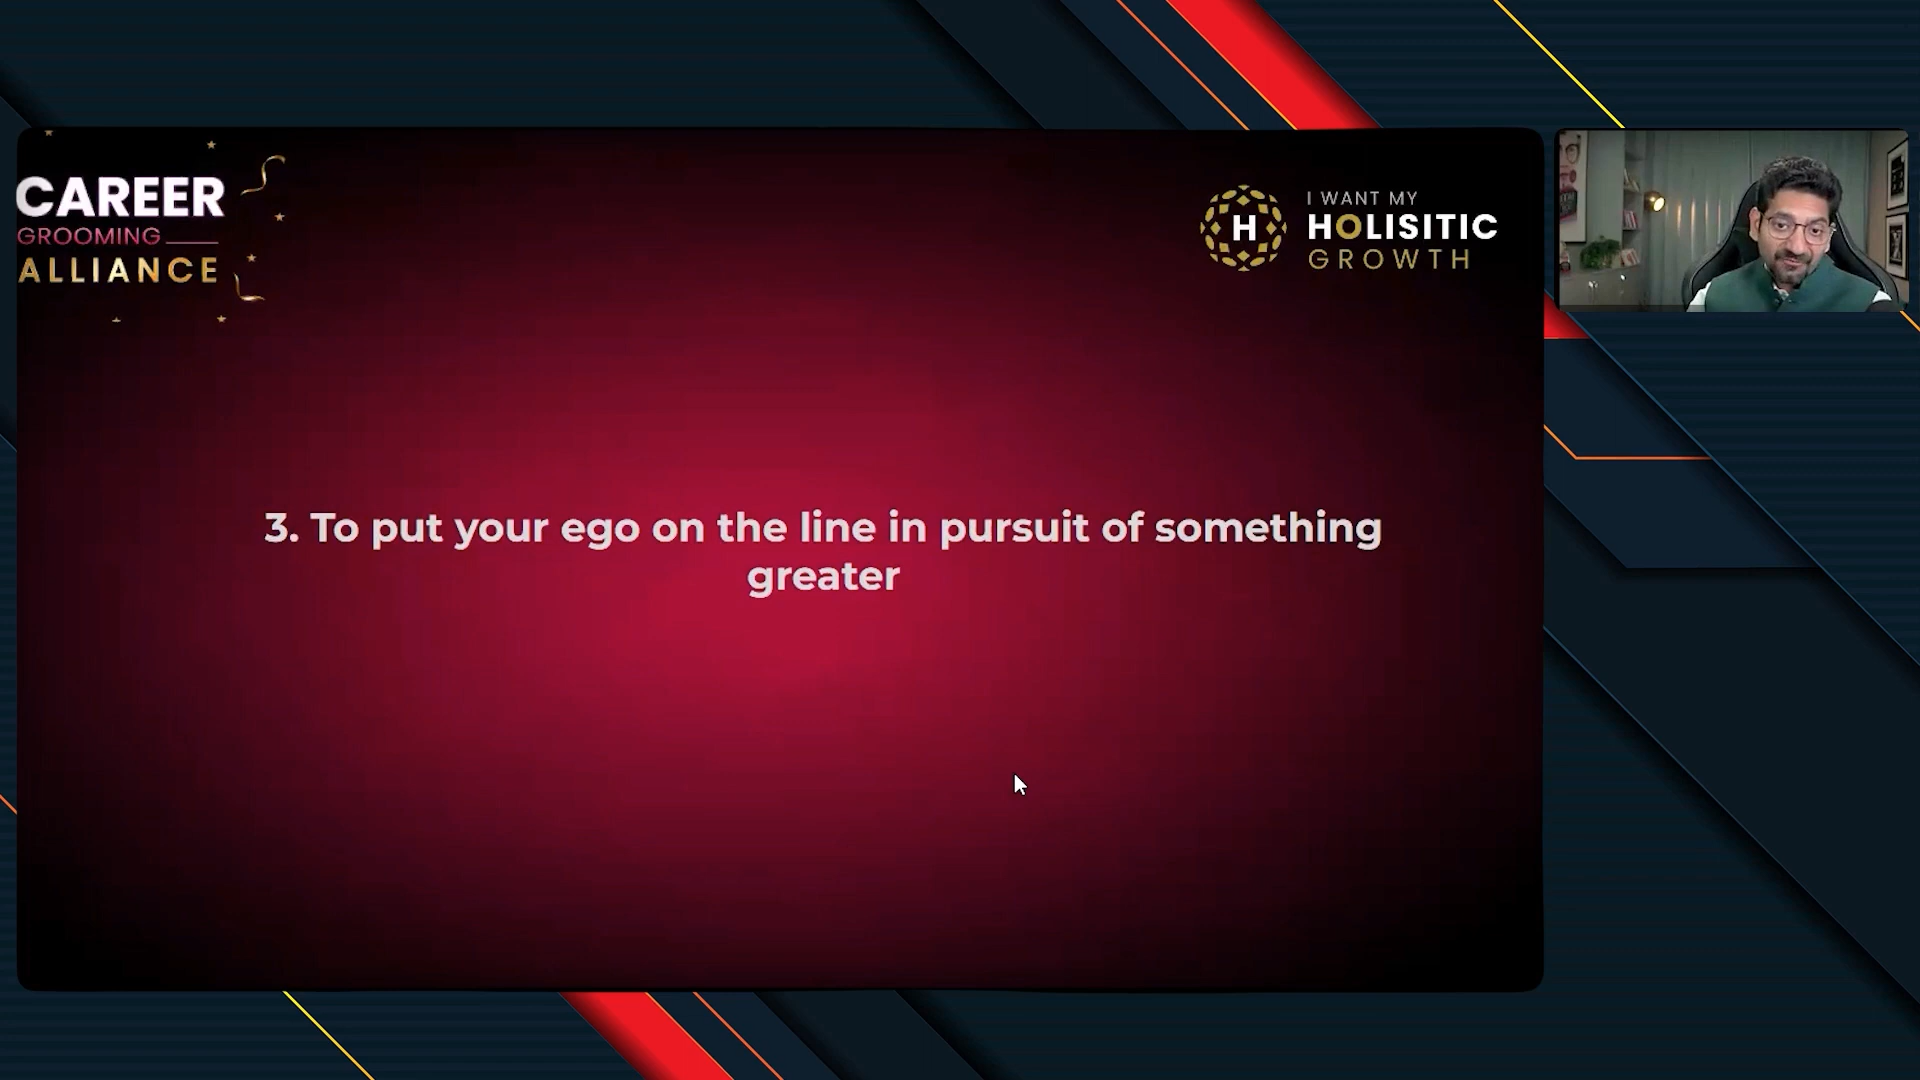 CAREER
GROOMING
ALLIANCE
I WANT MY
HOLISITIC
GROWTH
H
3. To put your ego on the line in pursuit of something
greater